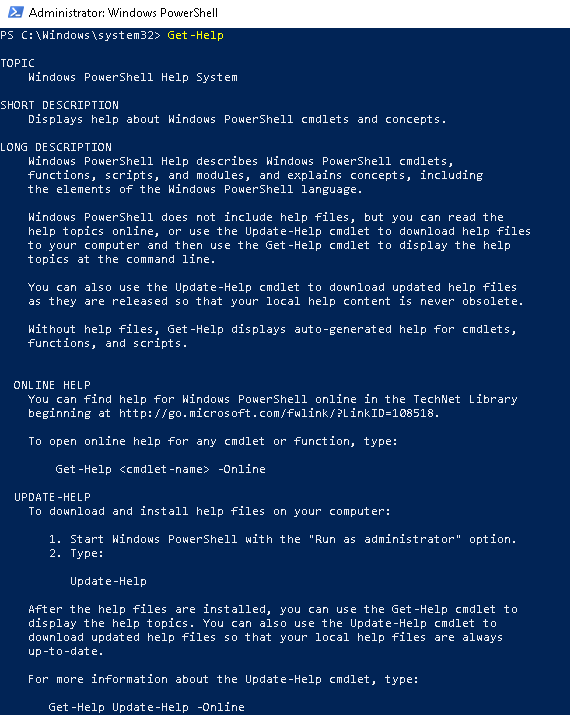 Administrator: Windows PowerShell
PS C:\Windows\system32> Get-Help
TOPIC
Windows PowerShell Help System
SHORT DESCRIPTION
Displays help about Windows PowerShell cmdlets and concepts.
LONG DESCRIPTION
Windows PowerShell Help describes Windows PowerShell cmdlets,
functions, scripts, and modules, and explains concepts, including
the elements of the Windows PowerShell language.
Windows PowerShell does not include help files, but you can read the
help topics online, or use the Update-Help cmdlet to download help files
to your computer and then use the Get-Help cmdlet to display the help
topics at the command line.
You can also use the Update-Help cmdlet to download updated help files
as they are released so that your local help content is never obsolete.
Without help files, Get-Help displays auto-generated help for cmdlets,
functions, and scripts.
ONLINE HELP
You can find help for Windows PowerShell online in the TechNet Library
beginning at http://go.microsoft.com/fwlink/?LinkID=108518.
To open online help for any cmdlet or function, type:
Get-Help <cmdlet-name> -Online
UPDATE-HELP
To download and install help files on your computer:
1. Start Windows PowerShell with the "Run as administrator" option.
2. Type:
Update-Help
After the help files are installed, you can use the Get-Help cmdlet to
display the help topics. You can also use the Update-Help cmdlet to
download updated help files so that your local help files are always
up-to-date.
For more information about the Update-Help cmdlet, type:
Get-Help Update-Help -Online